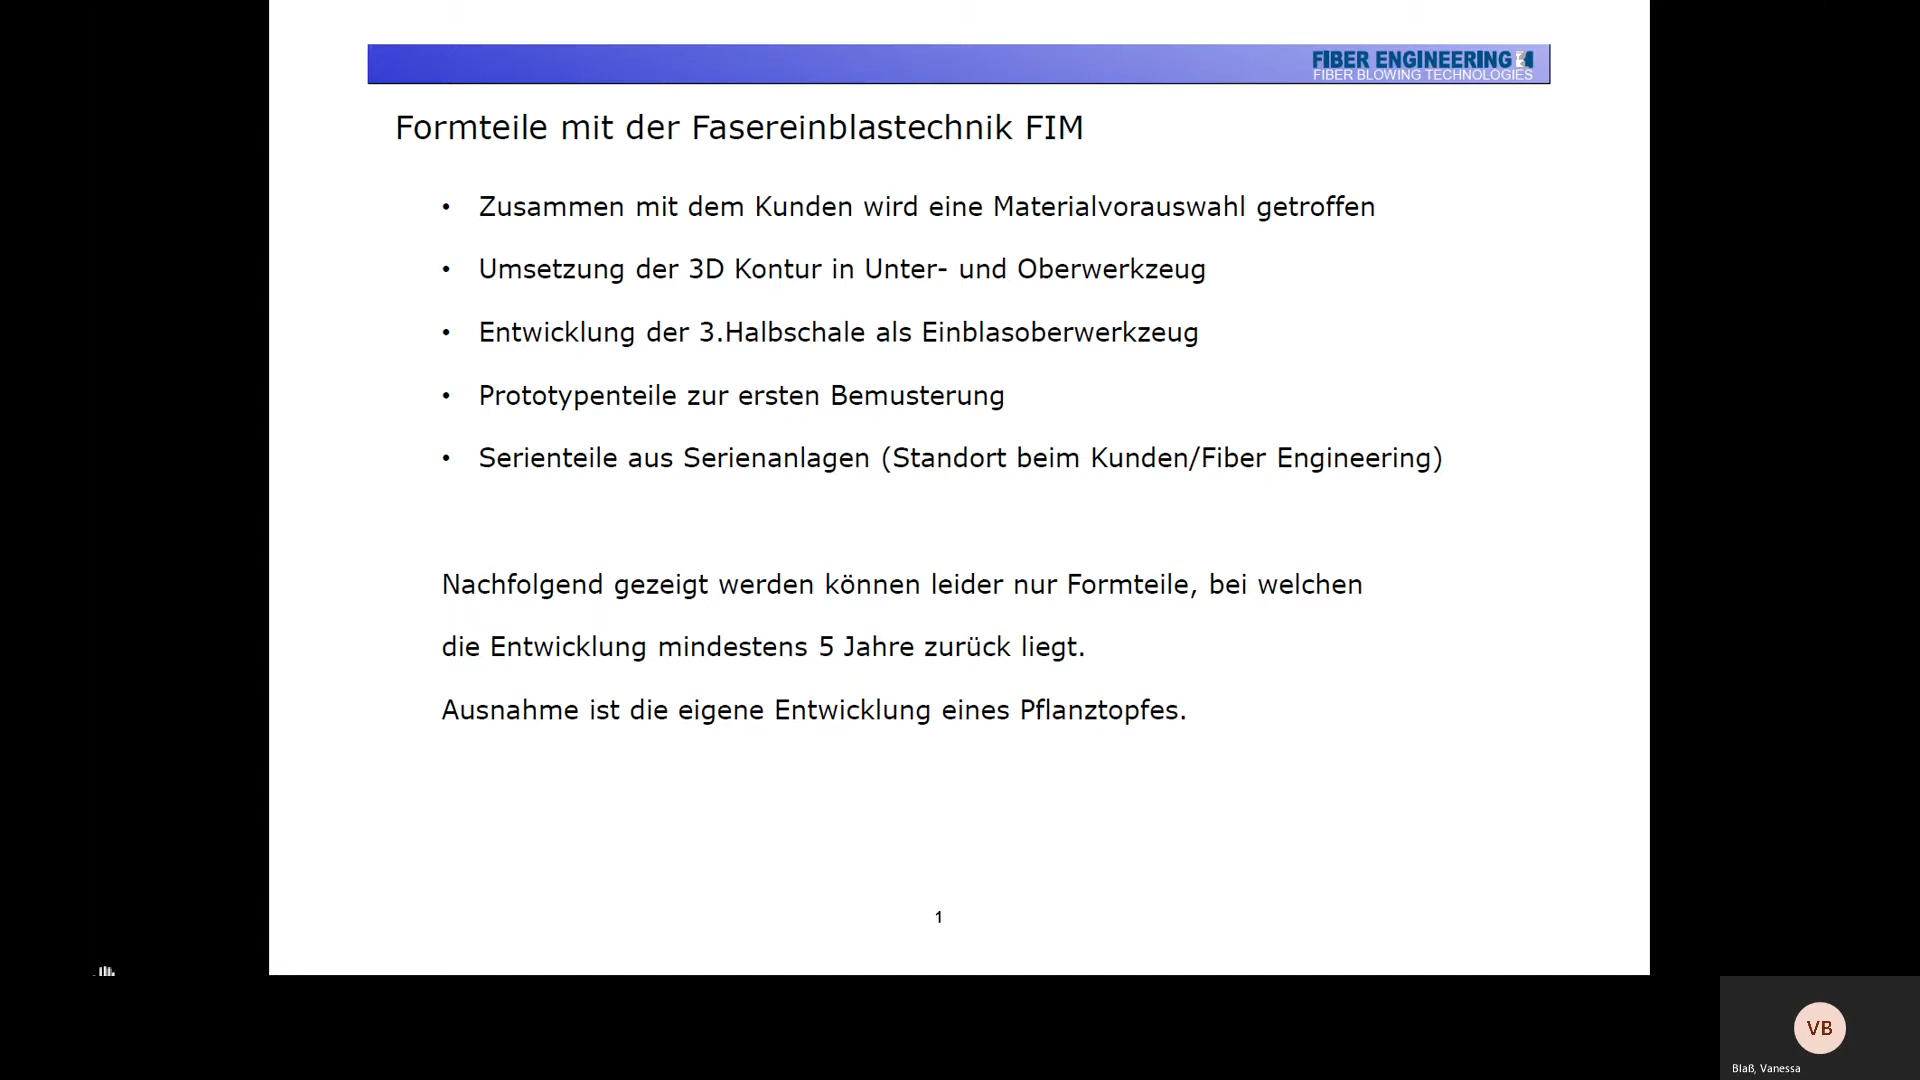 FIBER ENGINEERING
FIBER BLOWING TECHNOLOGIES
Formteile mit der Fasereinblastechnik FIM
• Zusammen mit dem Kunden wird eine Materialvorauswahl getroffen
• Umsetzung der 3D Kontur in Unter- und Oberwerkzeug
• Entwicklung der 3.Halbschale als Einblasoberwerkzeug
• Prototypenteile zur ersten Bemusterung
• Serienteile aus Serienanlagen (Standort beim Kunden/Fiber Engineering)
Nachfolgend gezeigt werden können leider nur Formteile, bei welchen
die Entwicklung mindestens 5 Jahre zurück liegt.
Ausnahme ist die eigene Entwicklung eines Pflanztopfes.
1
VB
Blaß, Vanessa